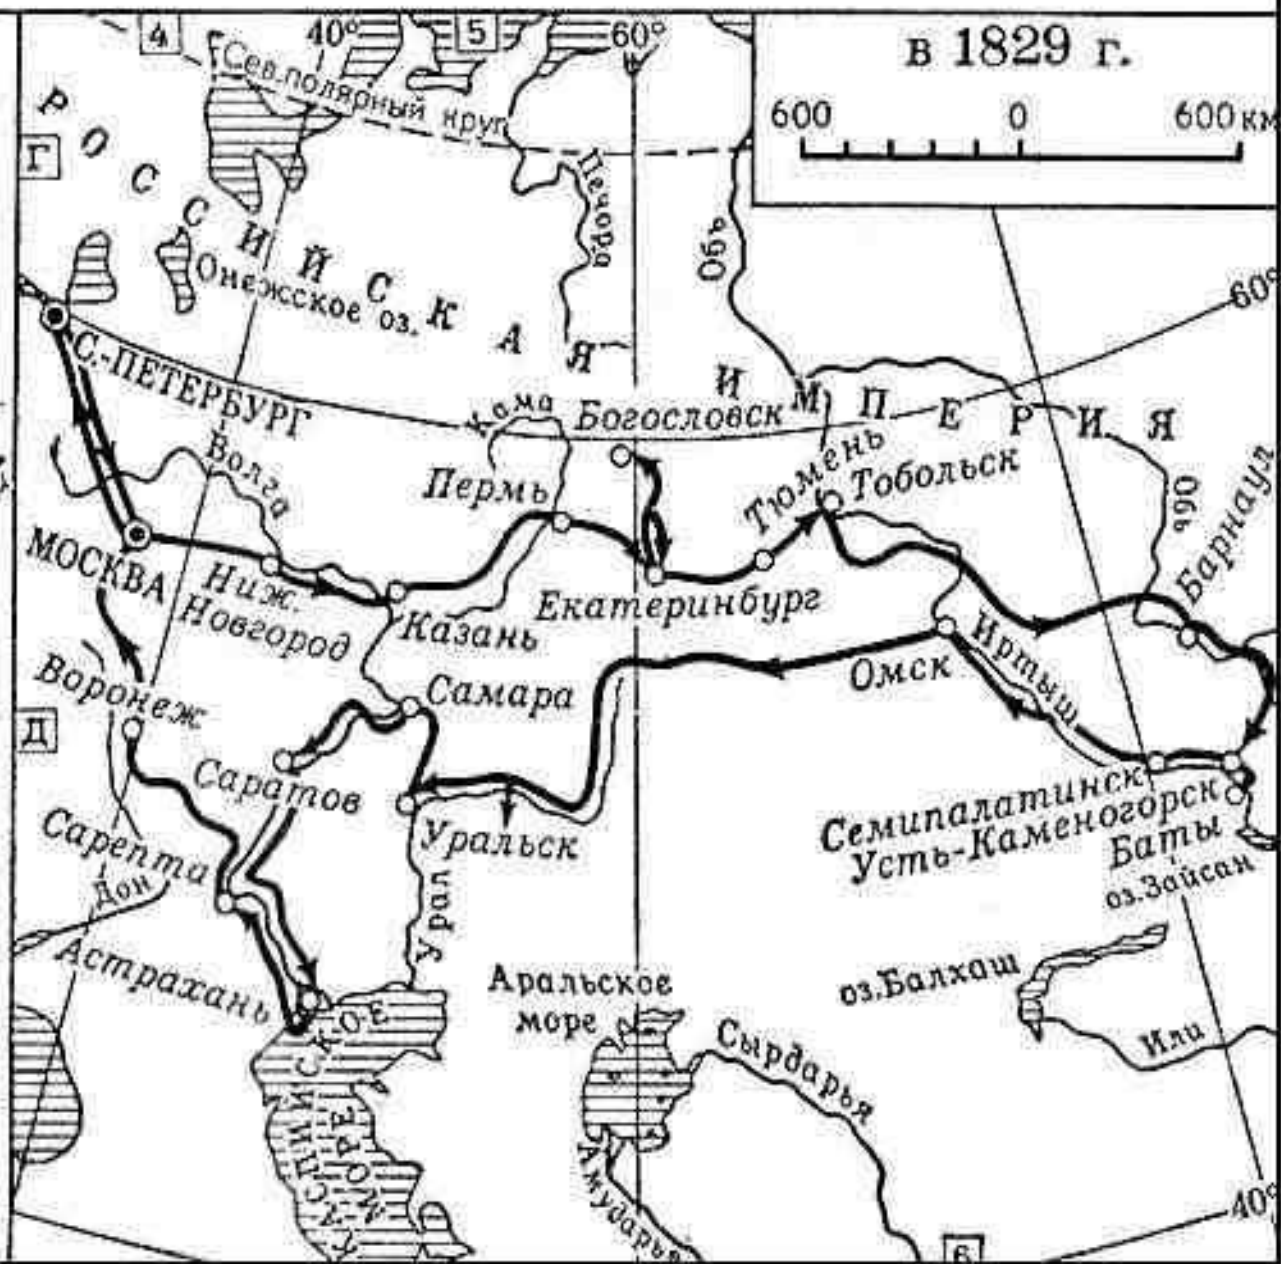 4
40°
5
60°
в 1829 г.
600 0 600 км
Сев. полярный круг
Г
РОССИЙСКАЯ ИМПЕРИЯ
Печора
Обь
Онежское оз.
60°
С.-ПЕТЕРБУРГ
Волга
Кама
Богословск
Пермь
Тюмень
Тобольск
Обь
Барнаул
МОСКВА
Ниж.
Новгород
Казань
Екатеринбург
Иртыш
Омск
Воронеж
Самара
Д
Саратов
Уральск
Семипалатинск
Усть-Каменогорск
Баты
оз.Зайсан
Сарепта
Дон
Урал
Астрахань
Аральское
море
оз.Балхаш
Или
Сырдарья
КАСПИЙСКОЕ
МОРЕ
Амударья
40°
6